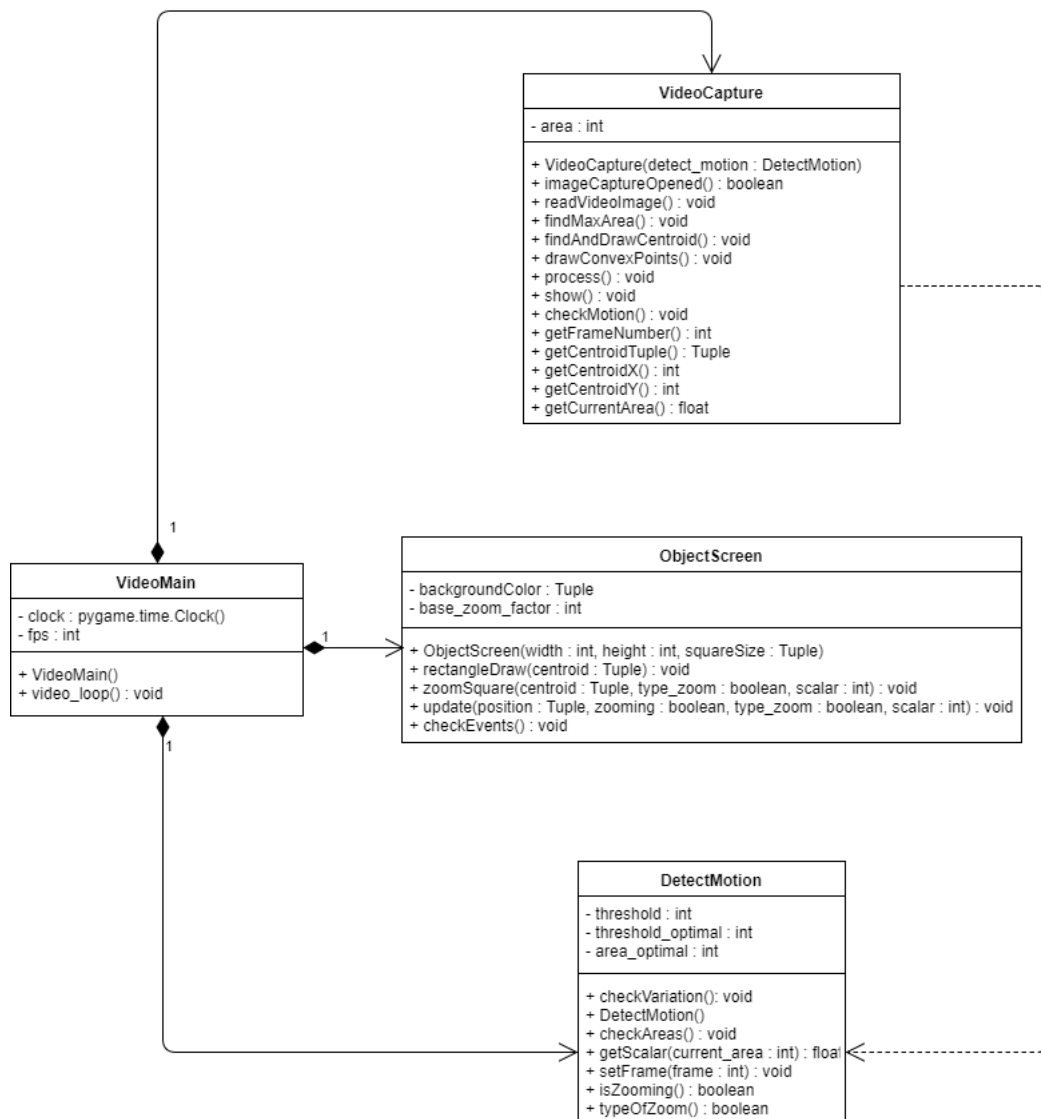 VideoCapture
- area : int
+ VideoCapture(detect_motion : DetectMotion)
+ imageCaptureOpened() : boolean
+ readVideoImage() : void
+ findMaxArea() : void
+ findAndDrawCentroid() : void
+ drawConvexPoints() : void
+ process() : void
+ show() : void
+ checkMotion() : void
+ getFrameNumber() : int
+ getCentroidTuple() : Tuple
+ getCentroidX() : int
+ getCentroidY() : int
+ getCurrentArea() : float
1
VideoMain
- clock : pygame.time.Clock()
- fps : int
+ VideoMain()
+ video_loop() : void
1
1
ObjectScreen
- backgroundColor : Tuple
- base_zoom_factor : int
+ ObjectScreen(width : int, height : int, squareSize : Tuple)
+ rectangleDraw(centroid : Tuple) : void
+ zoomSquare(centroid : Tuple, type_zoom : boolean, scalar : int) : void
+ update(position : Tuple, zooming : boolean, type_zoom : boolean, scalar : int) : void
+ checkEvents() : void
DetectMotion
- threshold : int
- threshold_optimal : int
- area_optimal : int
+ checkVariation(): void
+ DetectMotion()
+ checkAreas() : void
+ getScalar(current_area : int) : float
+ setFrame(frame : int) : void
+ isZooming() : boolean
+ typeOfZoom() : boolean